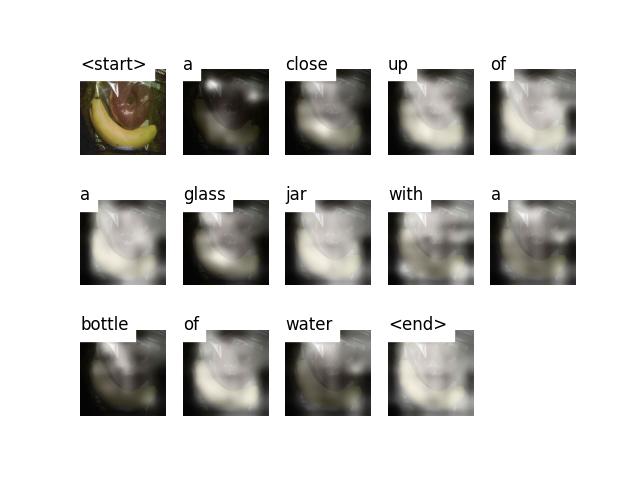 <start> a close up of
a glass jar with a
bottle of water <end>